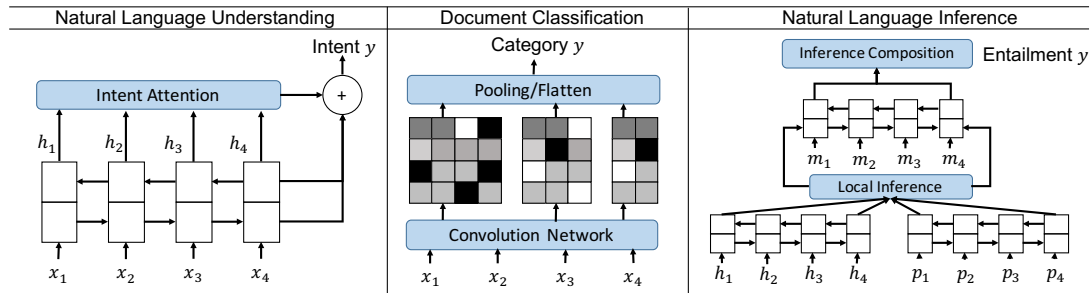 Natural Language Understanding
Intent y
Intent Attention
+
h₁ h₂ h₃ h₄
x₁ x₂ x₃ x₄
Document Classification
Category y
Pooling/Flatten
Convolution Network
x₁ x₂ x₃ x₄
Natural Language Inference
Inference Composition Entailment y
m₁ m₂ m₃ m₄
Local Inference
h₁ h₂ h₃ h₄ p₁ p₂ p₃ p₄